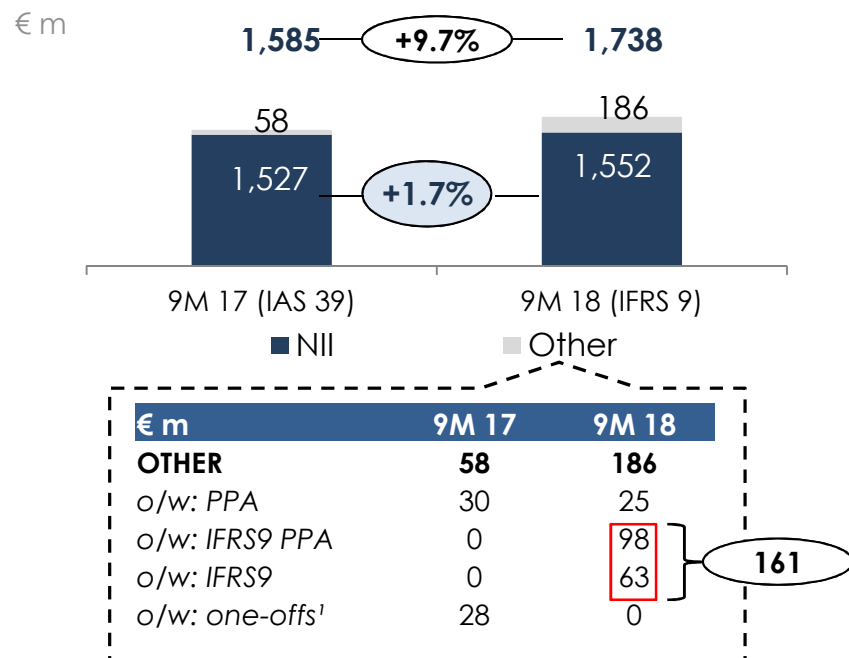 € m
1,585 +9.7% 1,738
58 186
1,527 +1.7% 1,552
9M 17 (IAS 39) 9M 18 (IFRS 9)
NII Other
€ m 9M 17 9M 18
OTHER 58 186
o/w: PPA 30 25
o/w: IFRS9 PPA 0 98
161
o/w: IFRS9 0 63
o/w: one-offs¹ 28 0